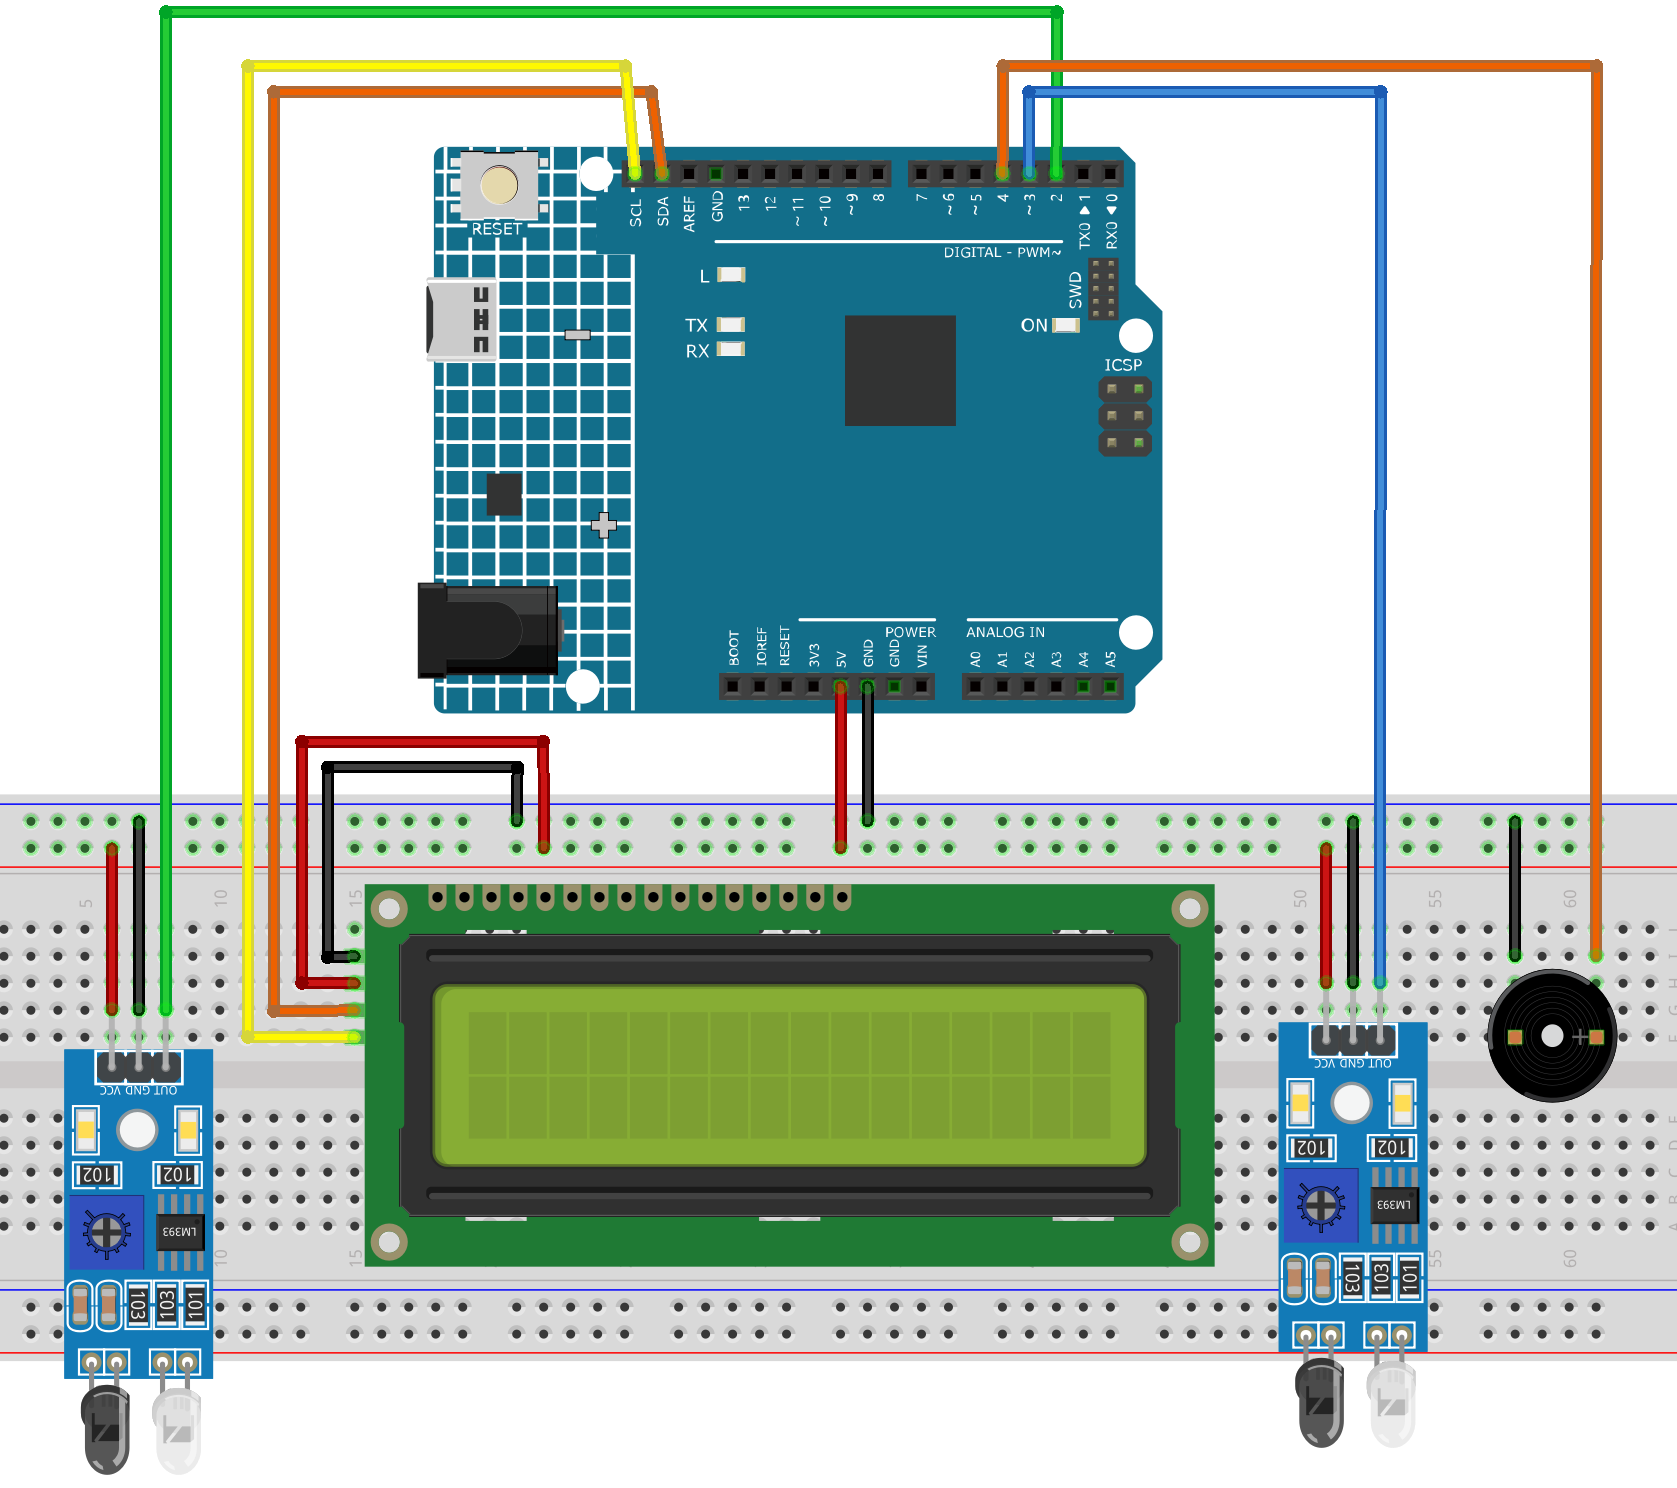 RESET
SCL
SDA
AREF
GND
13
12
~11
~10
~9
8
7
~6
~5
4
~3
2
TX0 ▶ 1
RX0 ◀ 0
DIGITAL - PWM~
L
TX
RX
ON
SWD
ICSP
BOOT
IOREF
RESET
3V3
5V
GND
GND
VIN
POWER
ANALOG IN
A0
A1
A2
A3
A4
A5
5
10
15
50
55
60
OUT GND VCC
102
102
LM393
103
103
101
OUT GND VCC
102
102
LM393
103
103
101
+
10
15
55
60